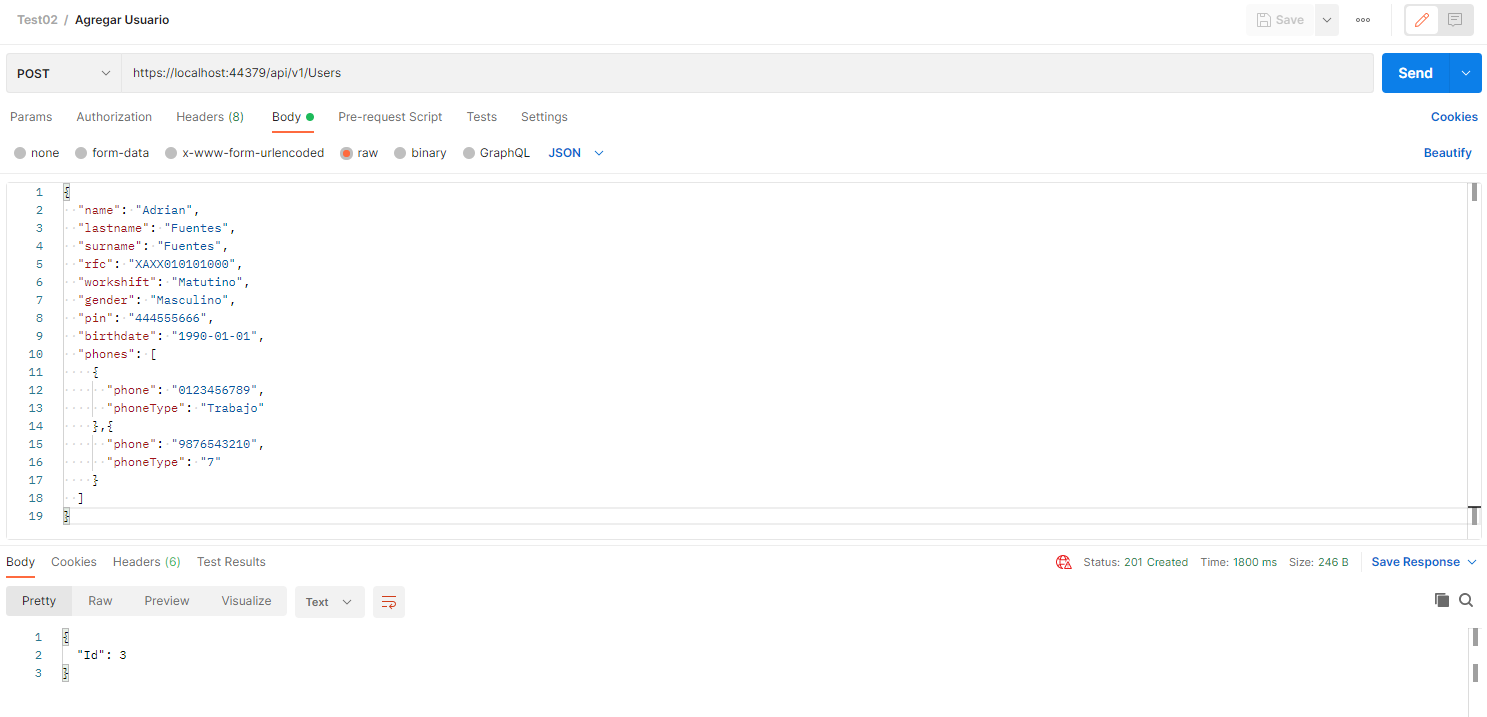 Test02 / Agregar Usuario
Save
POST
https://localhost:44379/api/v1/Users
Send
Params Authorization Headers (8) Body Pre-request Script Tests Settings Cookies
none form-data x-www-form-urlencoded raw binary GraphQL JSON Beautify
1 {
2 "name": "Adrian",
3 "lastname": "Fuentes",
4 "surname": "Fuentes",
5 "rfc": "XAXX010101000",
6 "workshift": "Matutino",
7 "gender": "Masculino",
8 "pin": "444555666",
9 "birthdate": "1990-01-01",
10 "phones": [
11 {
12 "phone": "0123456789",
13 "phoneType": "Trabajo"
14 },{
15 "phone": "9876543210",
16 "phoneType": "7"
17 }
18 ]
19 }
Body Cookies Headers (6) Test Results Status: 201 Created Time: 1800 ms Size: 246 B Save Response
Pretty Raw Preview Visualize Text
1 {
2 "Id": 3
3 }